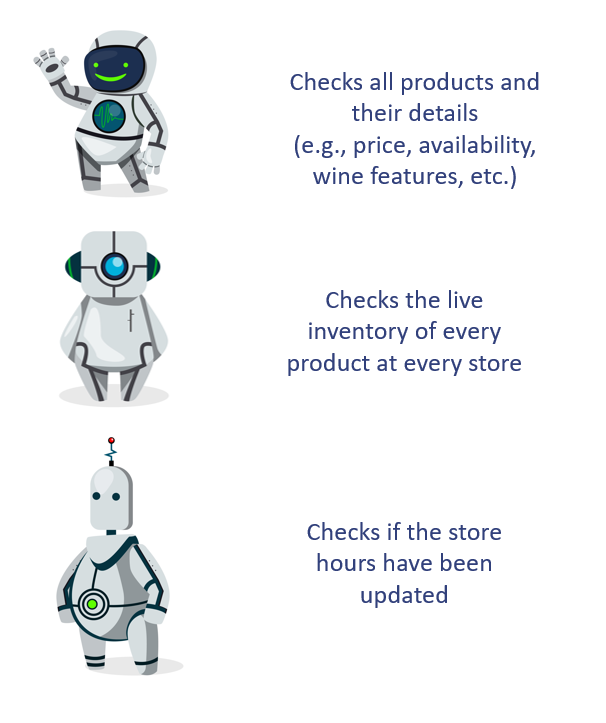 Checks all products and
their details
(e.g., price, availability,
wine features, etc.)
Checks the live
inventory of every
product at every store
Checks if the store
hours have been
updated